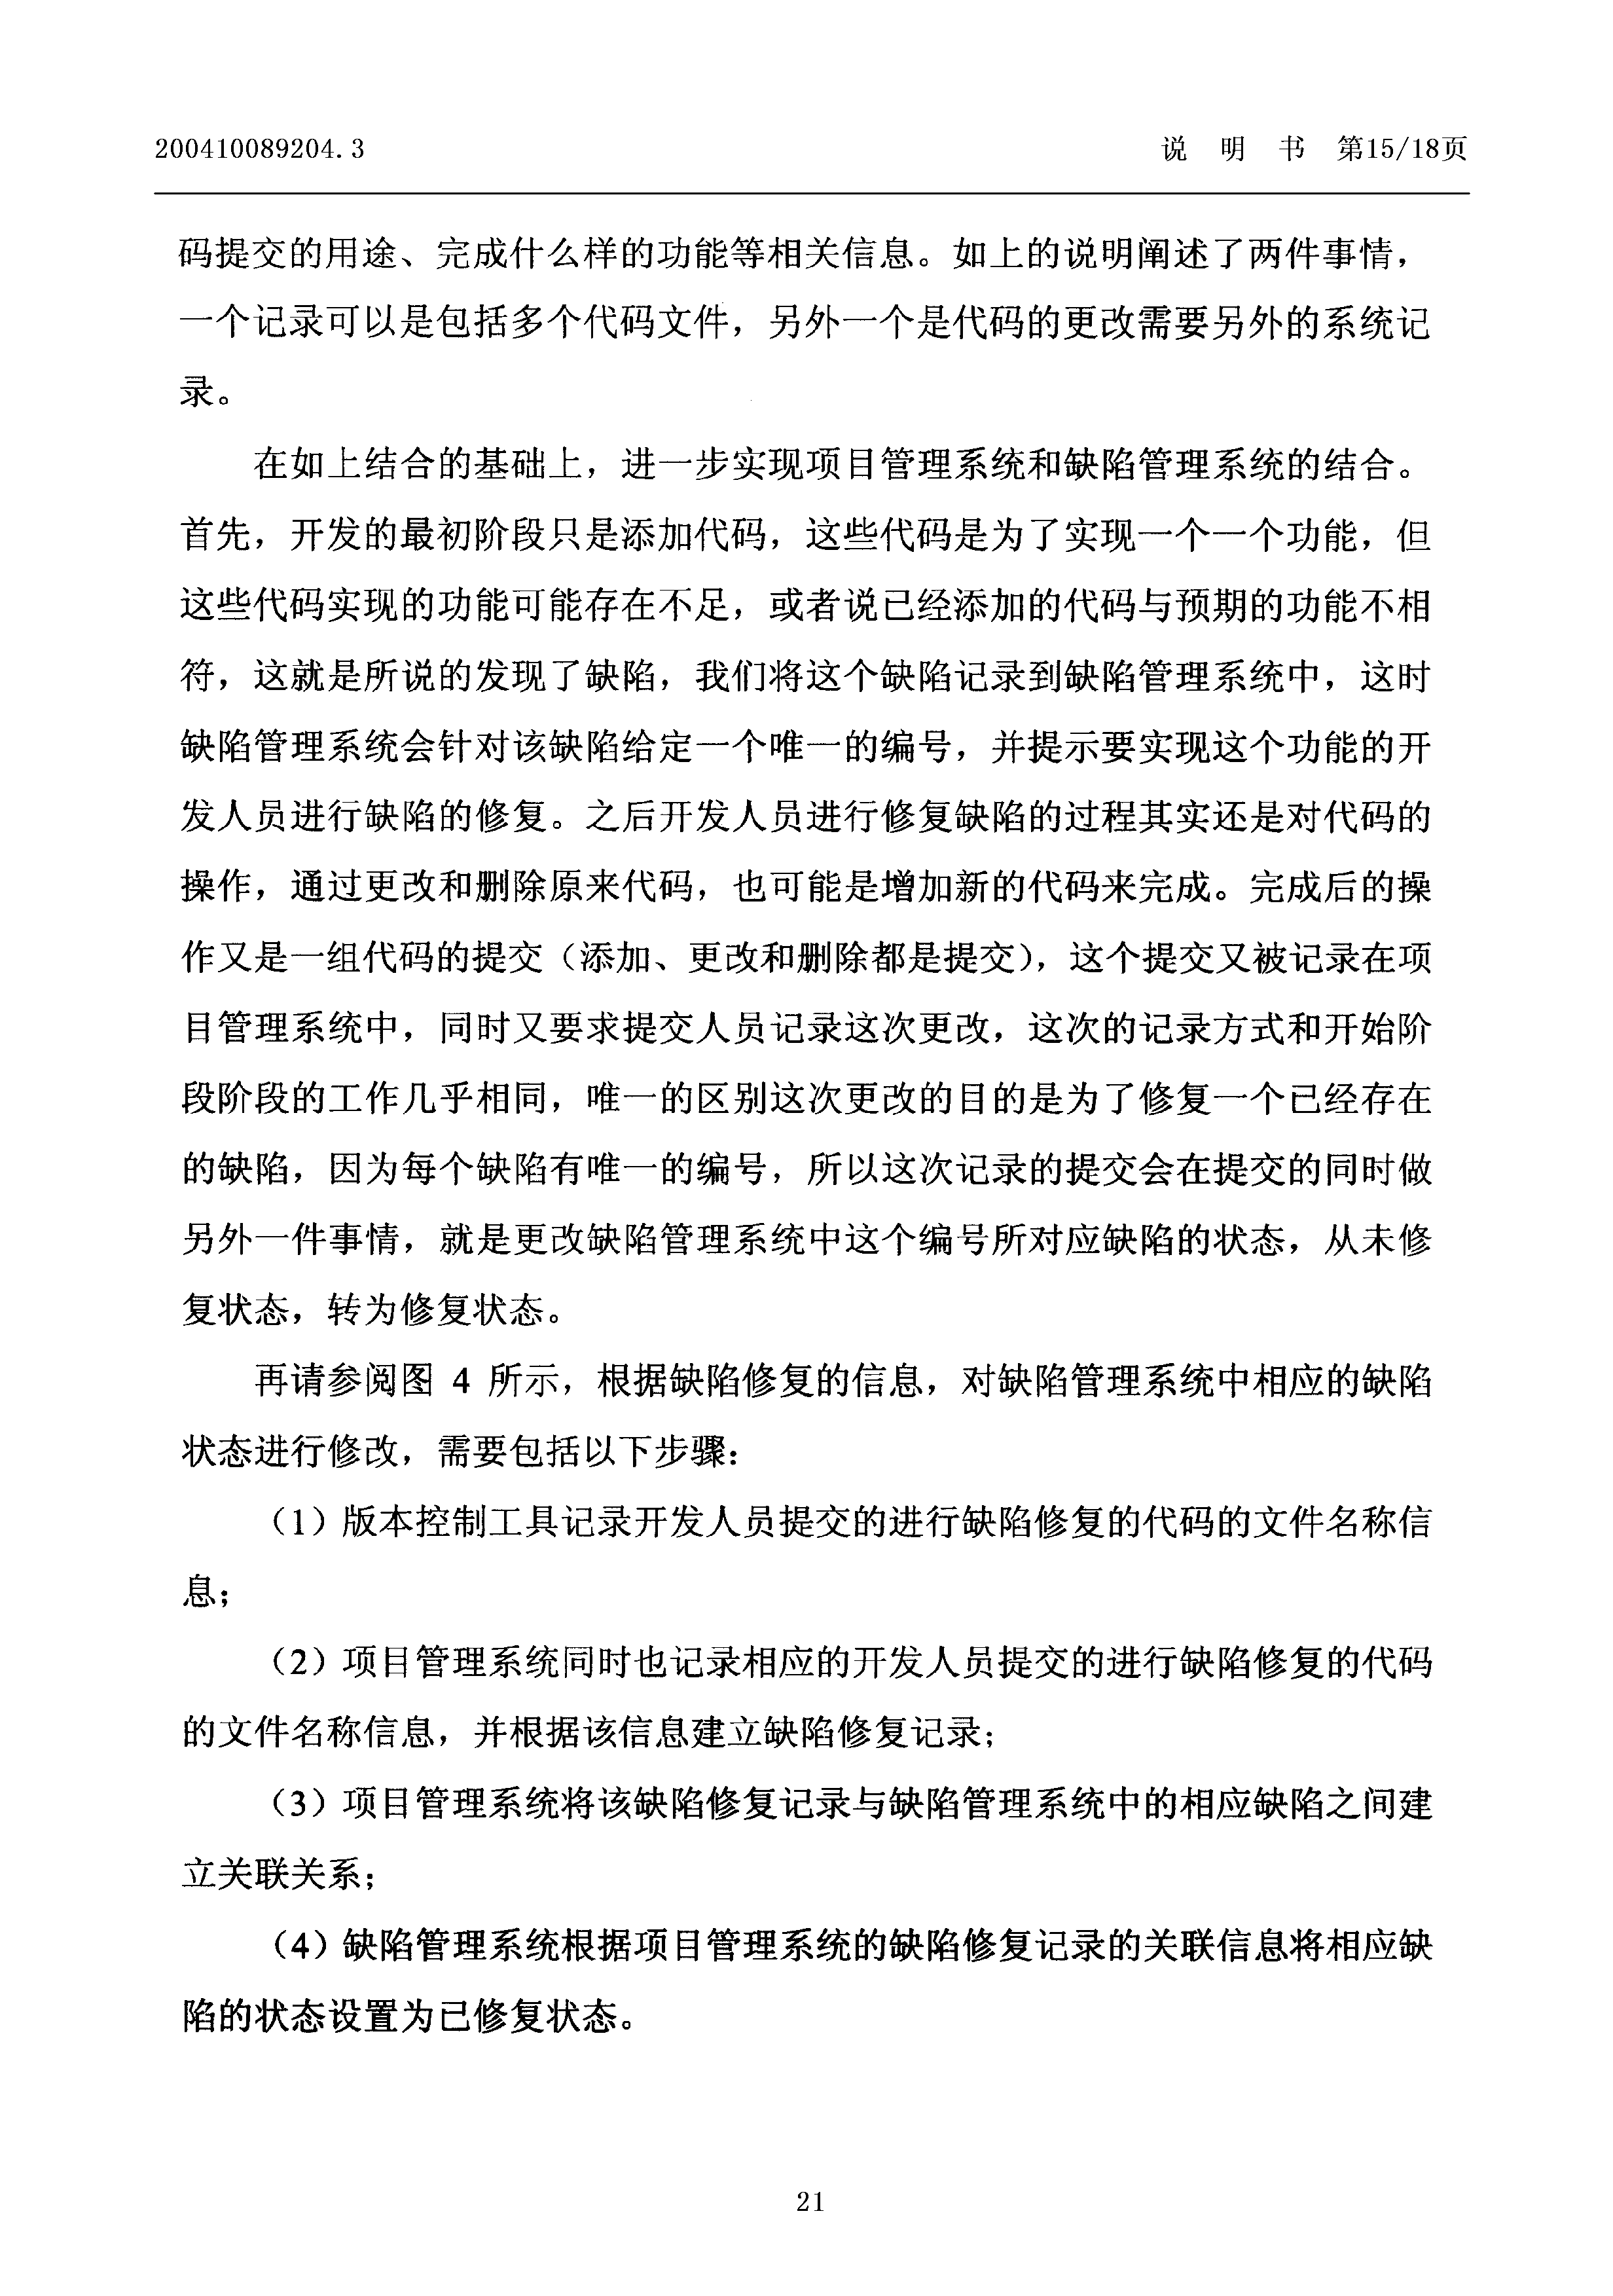 200410089204.3
说 明 书 第15/18页
码提交的用途、完成什么样的功能等相关信息。如上的说明阐述了两件事情，
一个记录可以是包括多个代码文件，另外一个是代码的更改需要另外的系统记
录。
在如上结合的基础上，进一步实现项目管理系统和缺陷管理系统的结合。
首先，开发的最初阶段只是添加代码，这些代码是为了实现一个一个功能，但
这些代码实现的功能可能存在不足，或者说已经添加的代码与预期的功能不相
符，这就是所说的发现了缺陷，我们将这个缺陷记录到缺陷管理系统中，这时
缺陷管理系统会针对该缺陷给定一个唯一的编号，并提示要实现这个功能的开
发人员进行缺陷的修复。之后开发人员进行修复缺陷的过程其实还是对代码的
操作，通过更改和删除原来代码，也可能是增加新的代码来完成。完成后的操
作又是一组代码的提交（添加、更改和删除都是提交），这个提交又被记录在项
目管理系统中，同时又要求提交人员记录这次更改，这次的记录方式和开始阶
段阶段的工作几乎相同，唯一的区别这次更改的目的是为了修复一个已经存在
的缺陷，因为每个缺陷有唯一的编号，所以这次记录的提交会在提交的同时做
另外一件事情，就是更改缺陷管理系统中这个编号所对应缺陷的状态，从未修
复状态，转为修复状态。
再请参阅图 4 所示，根据缺陷修复的信息，对缺陷管理系统中相应的缺陷
状态进行修改，需要包括以下步骤：
（1）版本控制工具记录开发人员提交的进行缺陷修复的代码的文件名称信
息；
（2）项目管理系统同时也记录相应的开发人员提交的进行缺陷修复的代码
的文件名称信息，并根据该信息建立缺陷修复记录；
（3）项目管理系统将该缺陷修复记录与缺陷管理系统中的相应缺陷之间建
立关联关系；
（4）缺陷管理系统根据项目管理系统的缺陷修复记录的关联信息将相应缺
陷的状态设置为已修复状态。
21